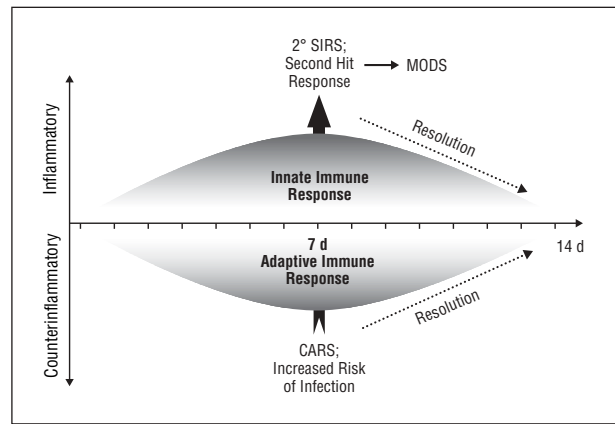 2° SIRS;
Second Hit
Response
MODS
Resolution
Inflammatory
Innate Immune
Response
7 d
14 d
Adaptive Immune
Response
Counterinflammatory
Resolution
CARS;
Increased Risk
of Infection